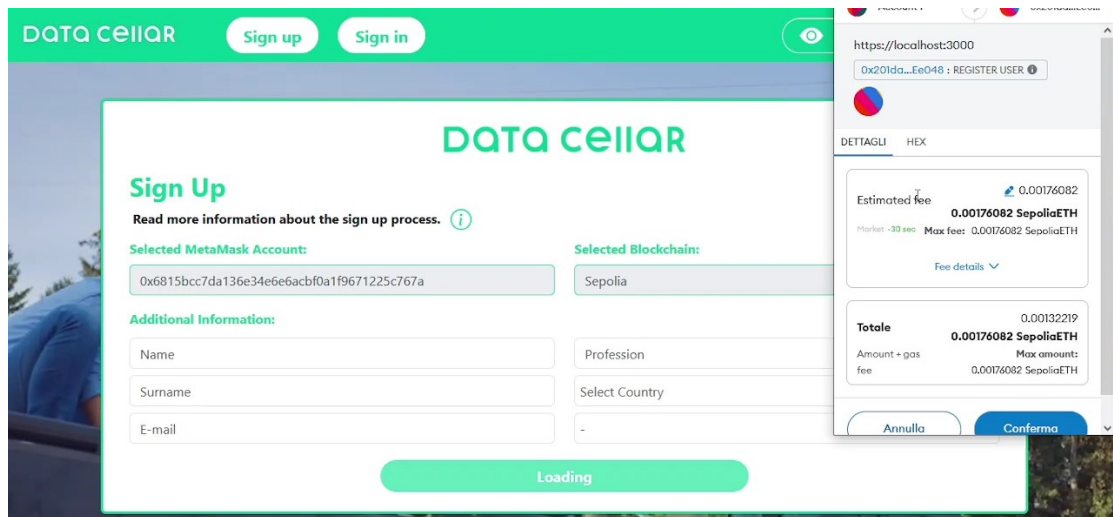 DATA CELLAR
Sign up
Sign in
DATA CELLAR
Sign Up
Read more information about the sign up process. i
Selected MetaMask Account:
Selected Blockchain:
0x6815bcc7da136e34e6e6acbf0a1f9671225c767a
Sepolia
Additional Information:
Name
Profession
Surname
Select Country
E-mail
-
Loading
https://localhost:3000
0x201da...Ee048 : REGISTER USER
DETTAGLI HEX
Estimated fee
0.00176082
0.00176082 SepoliaETH
Market ~30 sec Max fee: 0.00176082 SepoliaETH
Fee details
Totale
0.00132219
0.00176082 SepoliaETH
Amount + gas fee
Max amount:
0.00176082 SepoliaETH
Annulla
Conferma